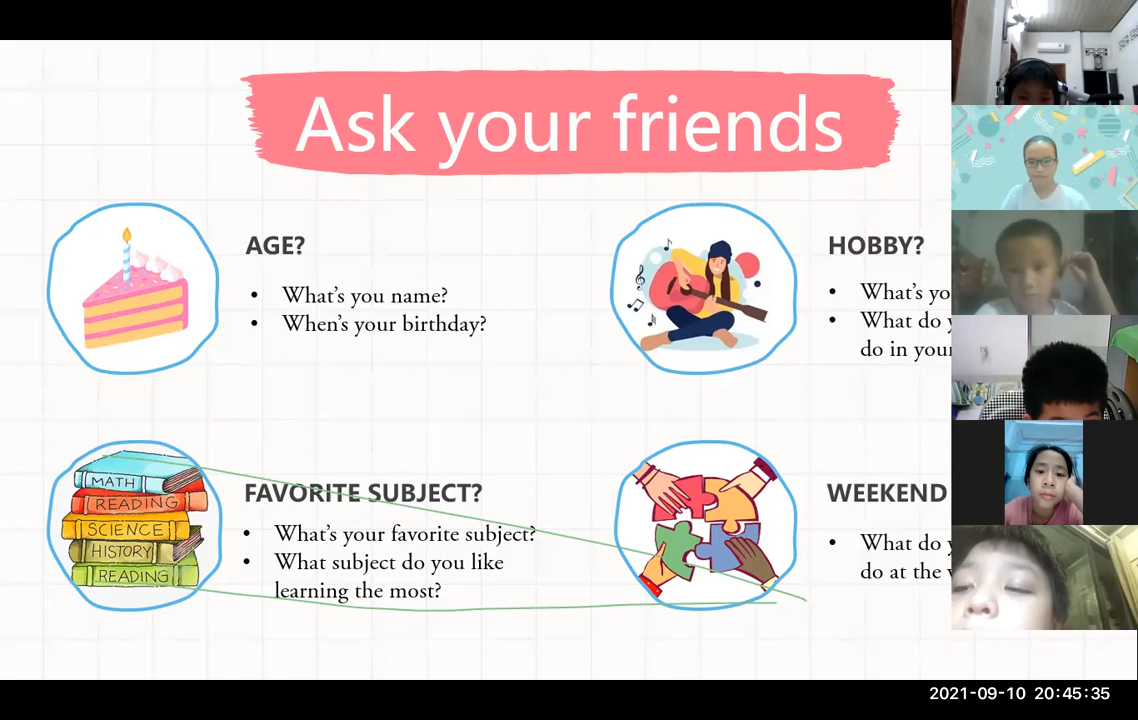 Ask your friends
AGE?
• What's you name?
• When's your birthday?
HOBBY?
• What's
• What do
do in
MATH
READING
SCIENCE
HISTORY
READING
FAVORITE SUBJECT?
• What's your favorite subject?
• What subject do you like
learning the most?
WEEKEND
• What do
do at the
2021-09-10 20:45:35